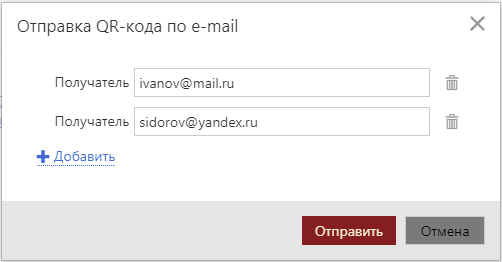 Отправка QR-кода по e-mail
Получатель ivanov@mail.ru
Получатель sidorov@yandex.ru
Добавить
Отправить Отмена